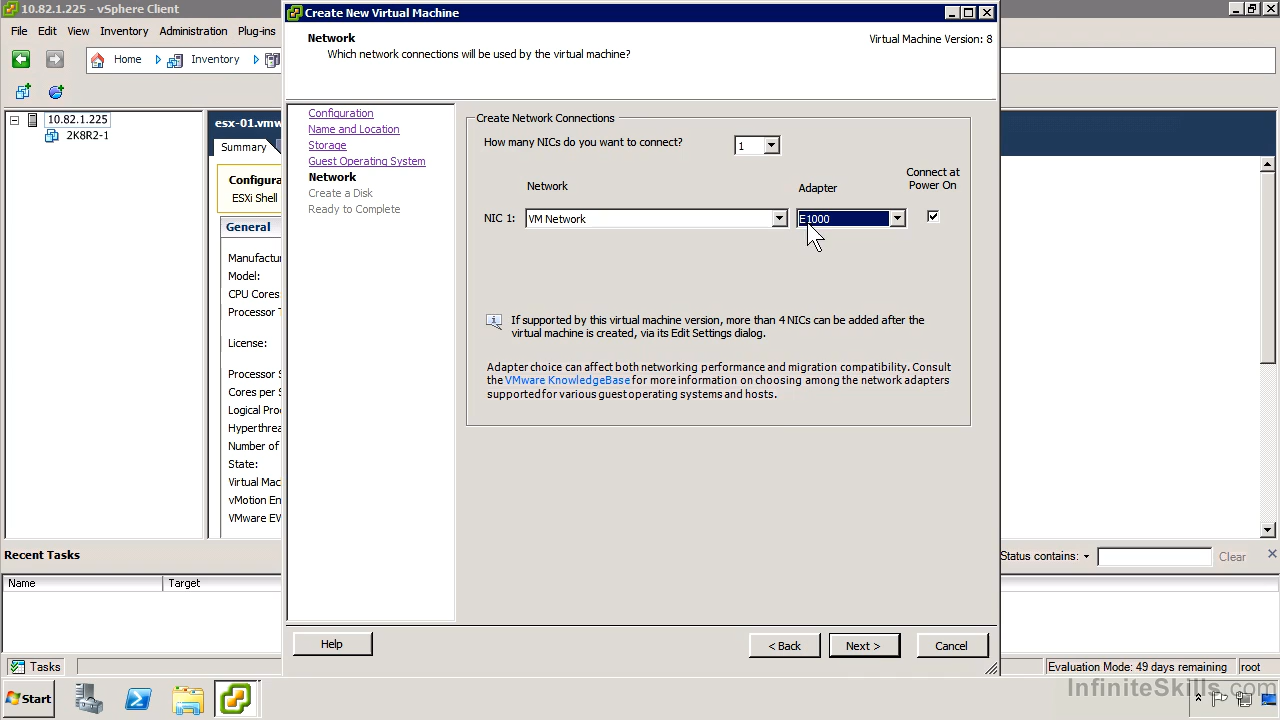 10.82.1.225 - vSphere Client
File Edit View Inventory Administration Plug-ins
Home Inventory
10.82.1.225
2K8R2-1
esx-01.vmw
Summary
Configura
ESXi Shell
General
Manufactur
Model:
CPU Cores
Processor T
License:
Processor S
Cores per S
Logical Proc
Hyperthrea
Number of
State:
Virtual Mac
vMotion En
VMware EV
Create New Virtual Machine
Network
Which network connections will be used by the virtual machine?
Virtual Machine Version: 8
Configuration
Name and Location
Storage
Guest Operating System
Network
Create a Disk
Ready to Complete
Create Network Connections
How many NICs do you want to connect?
1
Network
Adapter
Connect at
Power On
NIC 1:
VM Network
E1000
If supported by this virtual machine version, more than 4 NICs can be added after the
virtual machine is created, via its Edit Settings dialog.
Adapter choice can affect both networking performance and migration compatibility. Consult
the VMware KnowledgeBase for more information on choosing among the network adapters
supported for various guest operating systems and hosts.
Help
< Back
Next >
Cancel
Recent Tasks
Status contains:
Clear
Name
Target
Tasks
Evaluation Mode: 49 days remaining
root
Start
InfiniteSkills.com